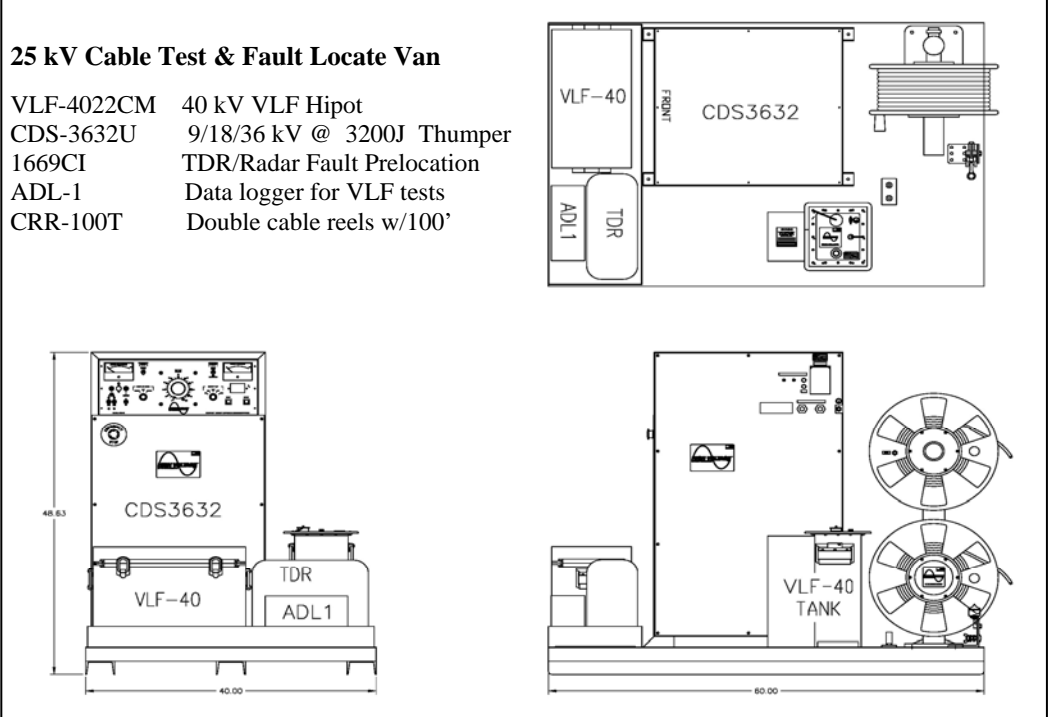 25 kV Cable Test & Fault Locate Van
VLF-4022CM 40 kV VLF Hipot
CDS-3632U 9/18/36 kV @ 3200J Thumper
1669CI TDR/Radar Fault Prelocation
ADL-1 Data logger for VLF tests
CRR-100T Double cable reels w/100’
VLF-40
FRONT
CDS3632
ADL1
TDR
48.63
CDS3632
TDR
VLF-40
ADL1
40.00
VLF-40
TANK
60.00